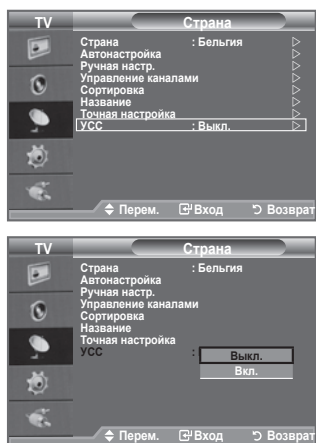 TV Страна
Страна : Бельгия
Автонастройка
Ручная настр.
Управление каналами
Сортировка
Название
Точная настройка
УСС : Выкл.
Перем. Вход Возврат
TV Страна
Страна : Бельгия
Автонастройка
Ручная настр.
Управление каналами
Сортировка
Название
Точная настройка
УСС : Выкл.
Вкл.
Перем. Вход Возврат